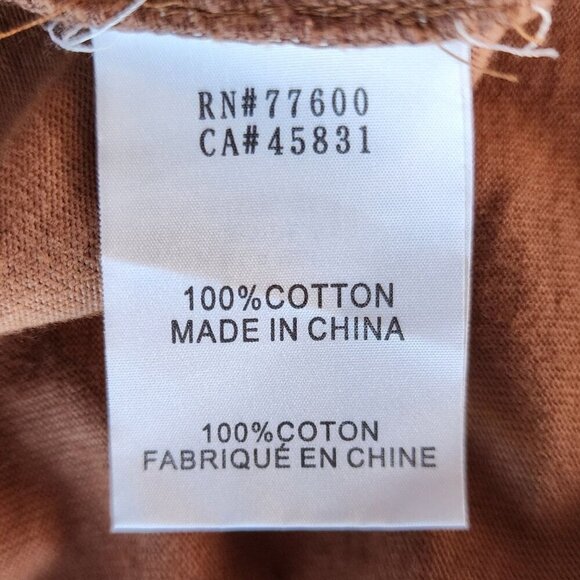 RN#77600
CA#45831
100%COTTON
MADE IN CHINA
100%COTON
FABRIQUÉ EN CHINE